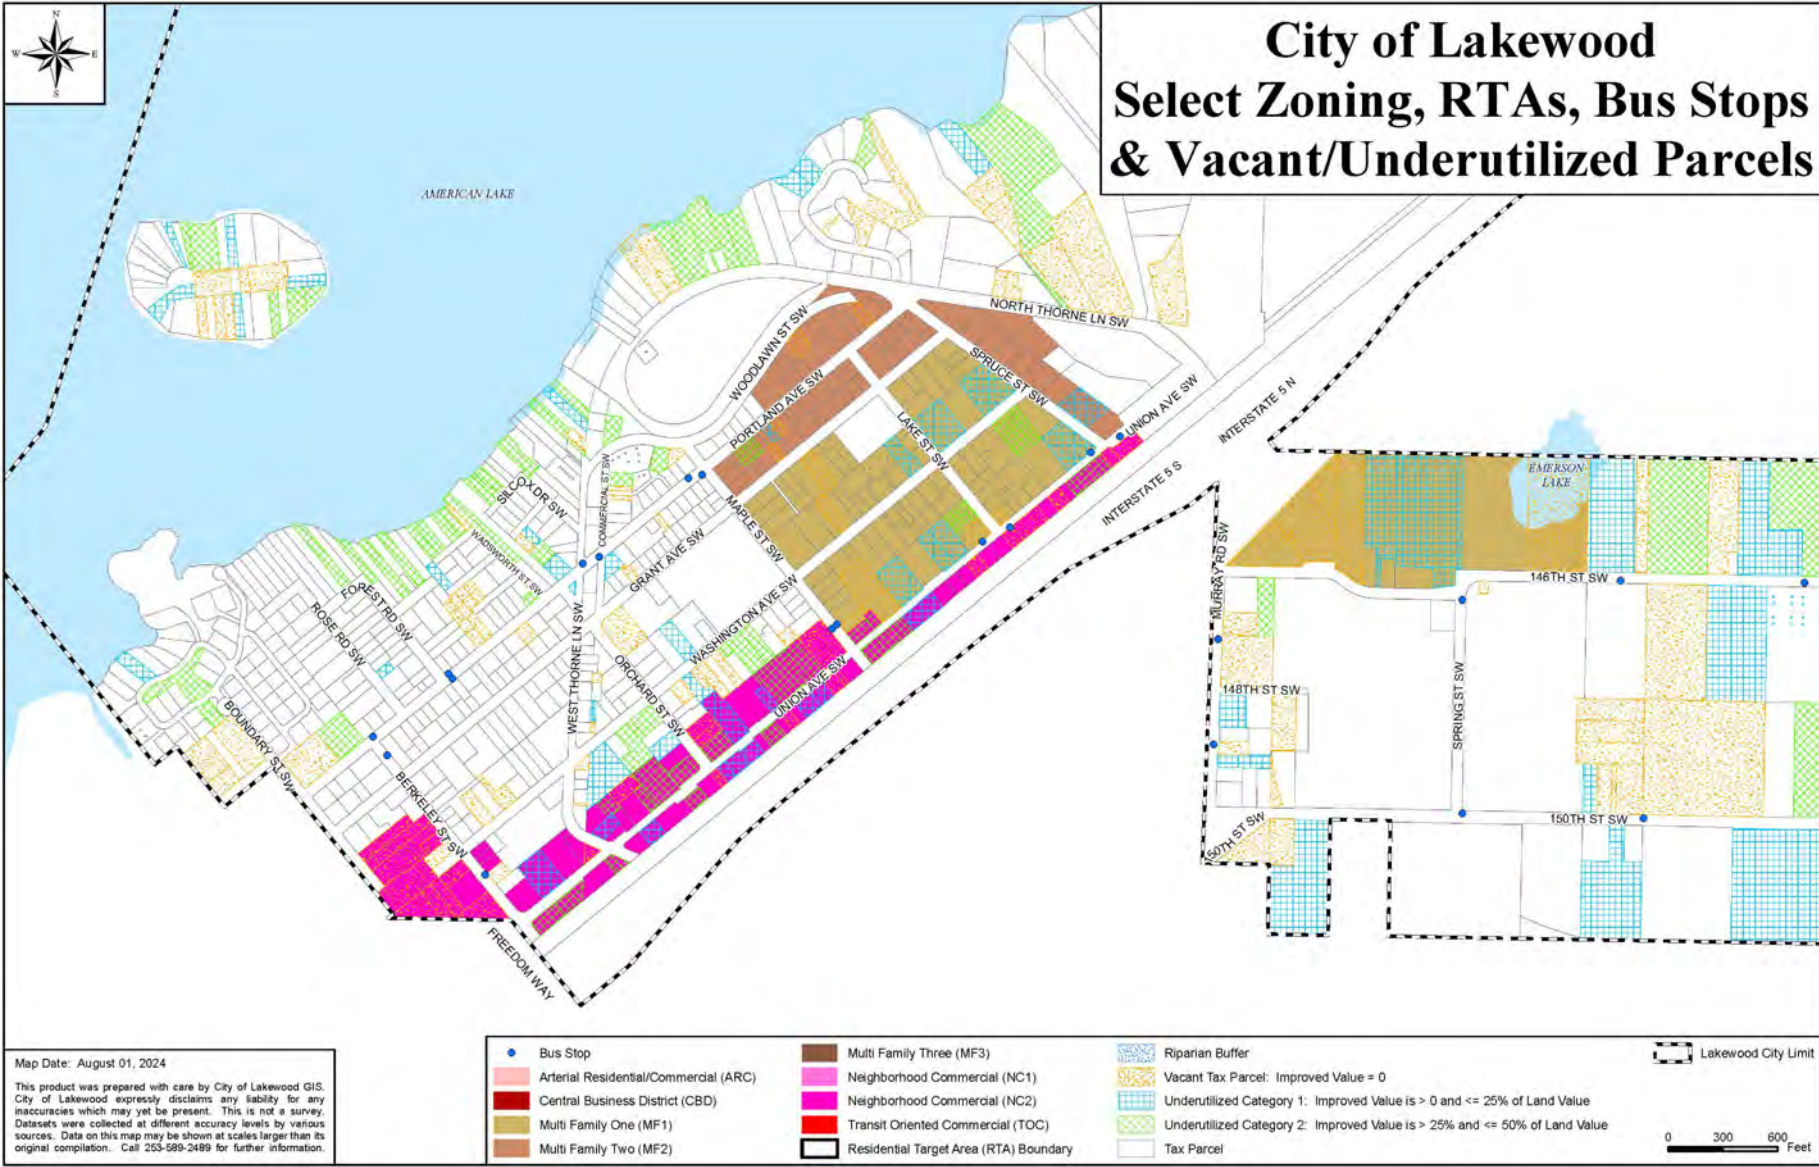 City of Lakewood
Select Zoning, RTAs, Bus Stops
& Vacant/Underutilized Parcels
N
W
E
S
AMERICAN LAKE
NORTH THORNE LN SW
WOODLAWN ST SW
PORTLAND AVE SW
SPRUCE ST SW
UNION AVE SW
LAKE ST SW
INTERSTATE 5 N
INTERSTATE 5 S
EMERSON
LAKE
SILCOX DR SW
COMMERCIAL ST SW
MAPLE ST SW
WADSWORTH ST SW
GRANT AVE SW
FOREST RD SW
ROSE RD SW
WASHINGTON AVE SW
WEST THORNE LN SW
ORCHARD ST SW
UNION AVE SW
BOUNDARY ST SW
BERKELEY ST SW
FREEDOM WAY
MURRAY RD SW
146TH ST SW
148TH ST SW
SPRING ST SW
150TH ST SW
150TH ST SW
Map Date: August 01, 2024
This product was prepared with care by City of Lakewood GIS.
City of Lakewood expressly disclaims any liability for any
inaccuracies which may yet be present. This is not a survey.
Datasets were collected at different accuracy levels by various
sources. Data on this map may be shown at scales larger than its
original compilation. Call 253-589-2489 for further information.
Bus Stop
Arterial Residential/Commercial (ARC)
Central Business District (CBD)
Multi Family One (MF1)
Multi Family Two (MF2)
Multi Family Three (MF3)
Neighborhood Commercial (NC1)
Neighborhood Commercial (NC2)
Transit Oriented Commercial (TOC)
Residential Target Area (RTA) Boundary
Riparian Buffer
Vacant Tax Parcel: Improved Value = 0
Underutilized Category 1: Improved Value is > 0 and <= 25% of Land Value
Underutilized Category 2: Improved Value is > 25% and <= 50% of Land Value
Tax Parcel
Lakewood City Limit
0 300 600
Feet